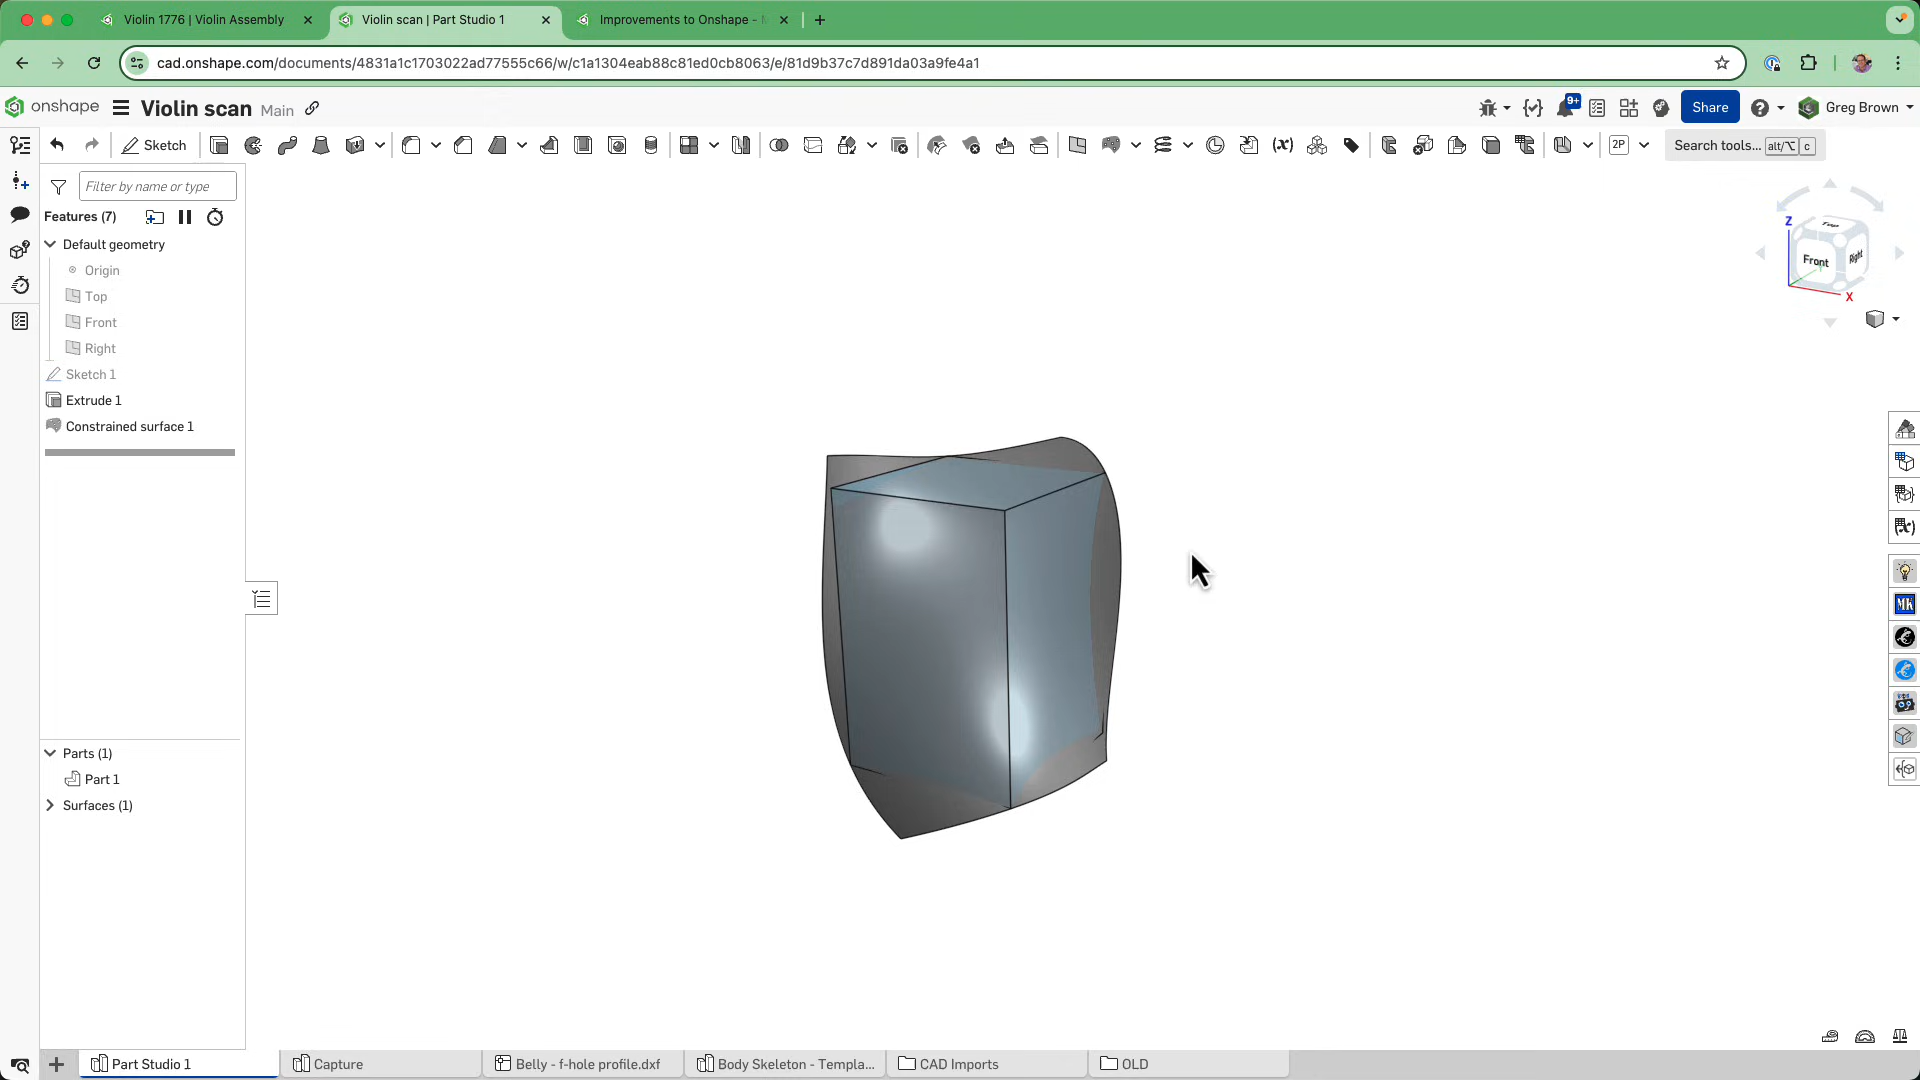 Violin 1776 | Violin Assembly
Violin scan | Part Studio 1
Improvements to Onshape -
cad.onshape.com/documents/4831a1c1703022ad77555c66/w/c1a1304eab88c81ed0cb8063/e/81d9b37c7d891da03a9fe4a1
onshape Violin scan Main
9+
Share
Greg Brown
Sketch
2P
Search tools... alt/⌥ c
Filter by name or type
Features (7)
Default geometry
Origin
Top
Front
Right
Sketch 1
Extrude 1
Constrained surface 1
Z
Top
Front
Right
Y
X
MK
Parts (1)
Part 1
Surfaces (1)
Part Studio 1
Capture
Belly - f-hole profile.dxf
Body Skeleton - Templa...
CAD Imports
OLD